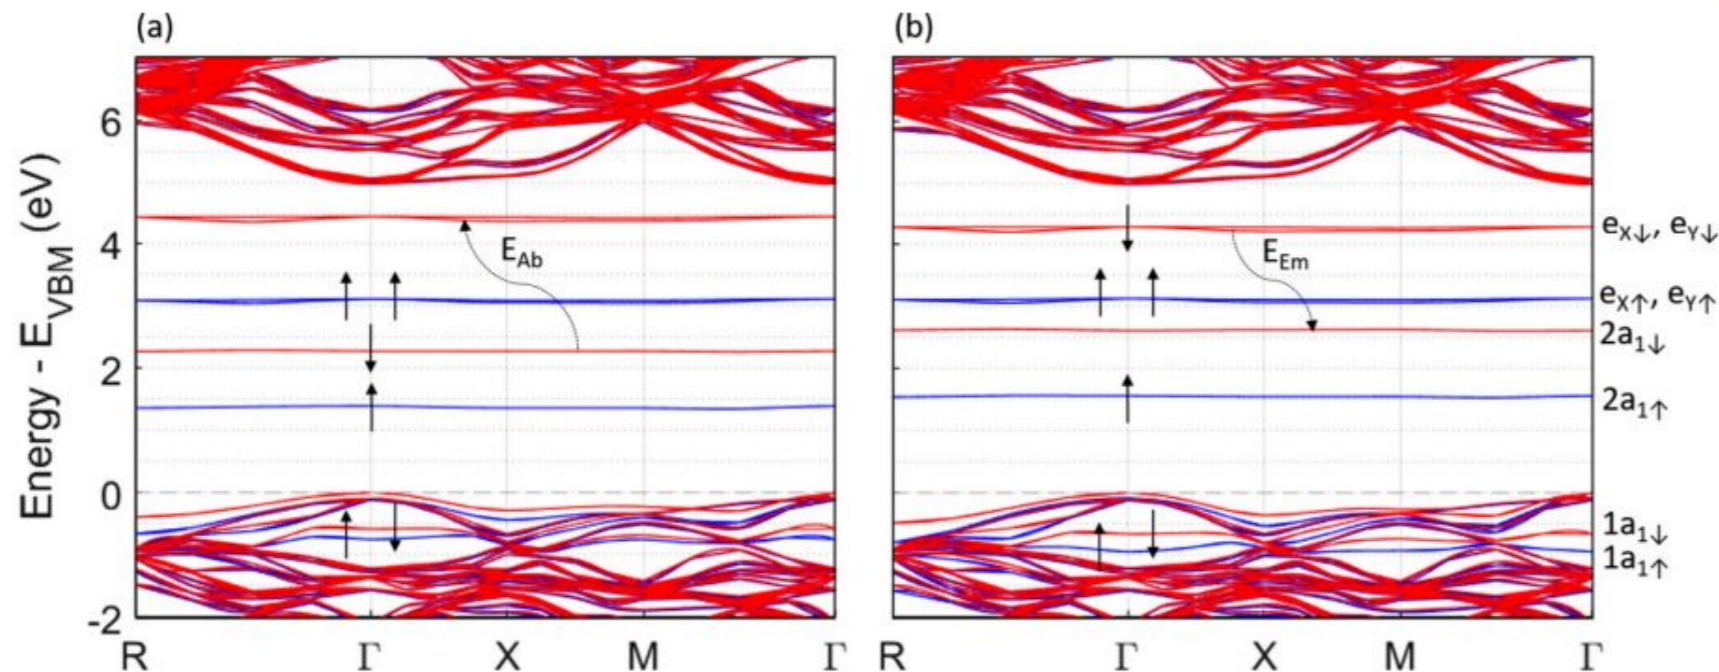 (a)
(b)
Energy - E_VBM (eV)
6
4
2
0
-2
E_Ab
E_Em
e_X↓, e_Y↓
e_X↑, e_Y↑
2a_1↓
2a_1↑
1a_1↓
1a_1↑
R Γ X M Γ
R Γ X M Γ